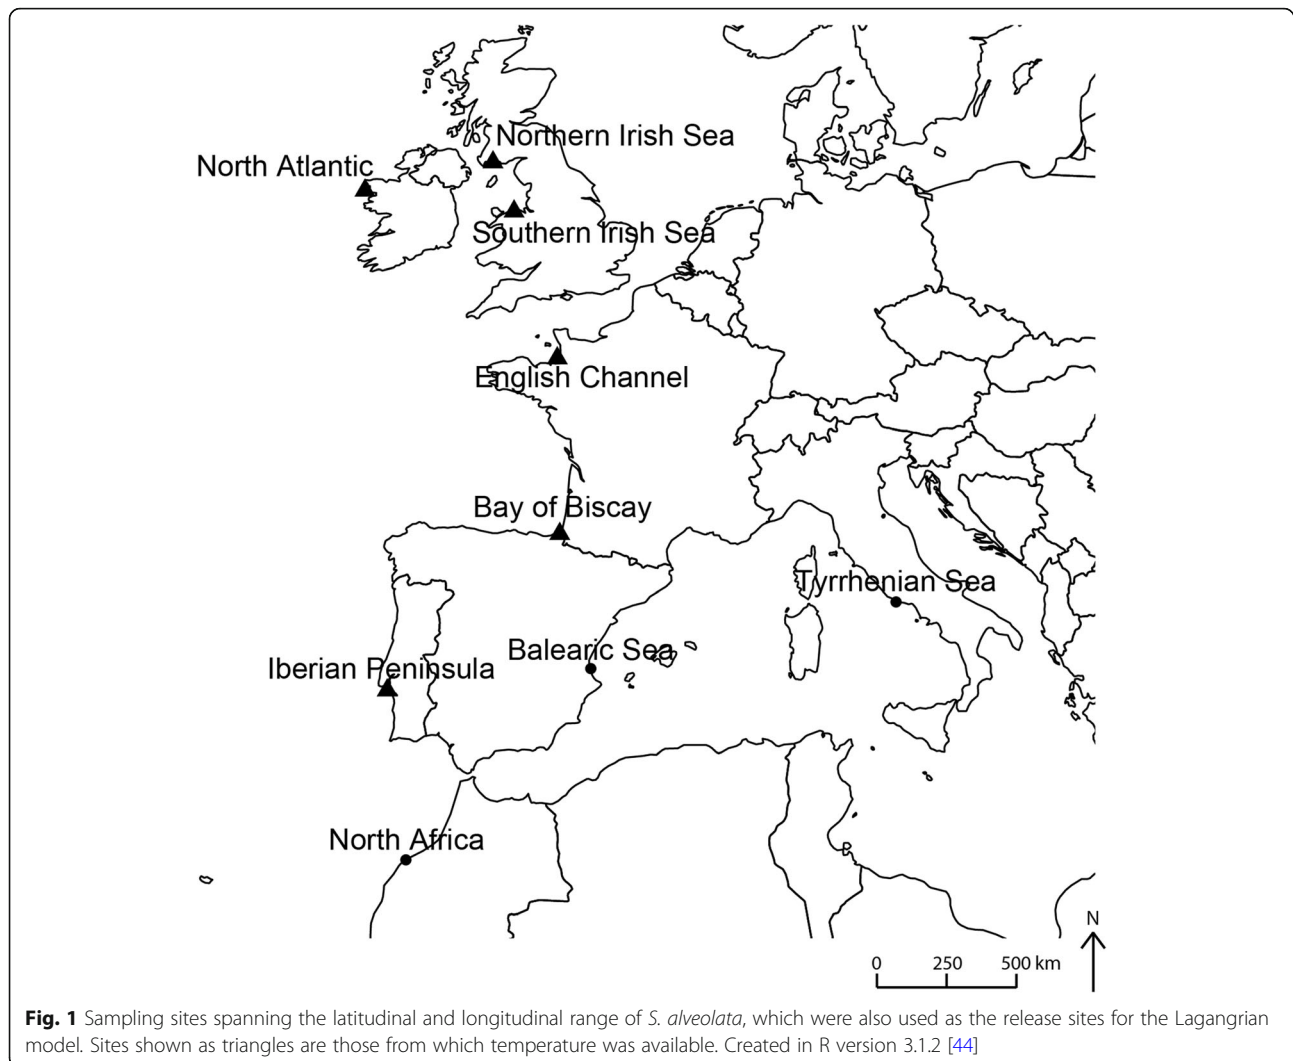 Northern Irish Sea
North Atlantic
Southern Irish Sea
English Channel
Bay of Biscay
Tyrrhenian Sea
Balearic Sea
Iberian Peninsula
North Africa
N
0 250 500 km
Fig. 1 Sampling sites spanning the latitudinal and longitudinal range of S. alveolata, which were also used as the release sites for the Lagangrian
model. Sites shown as triangles are those from which temperature was available. Created in R version 3.1.2 [44]